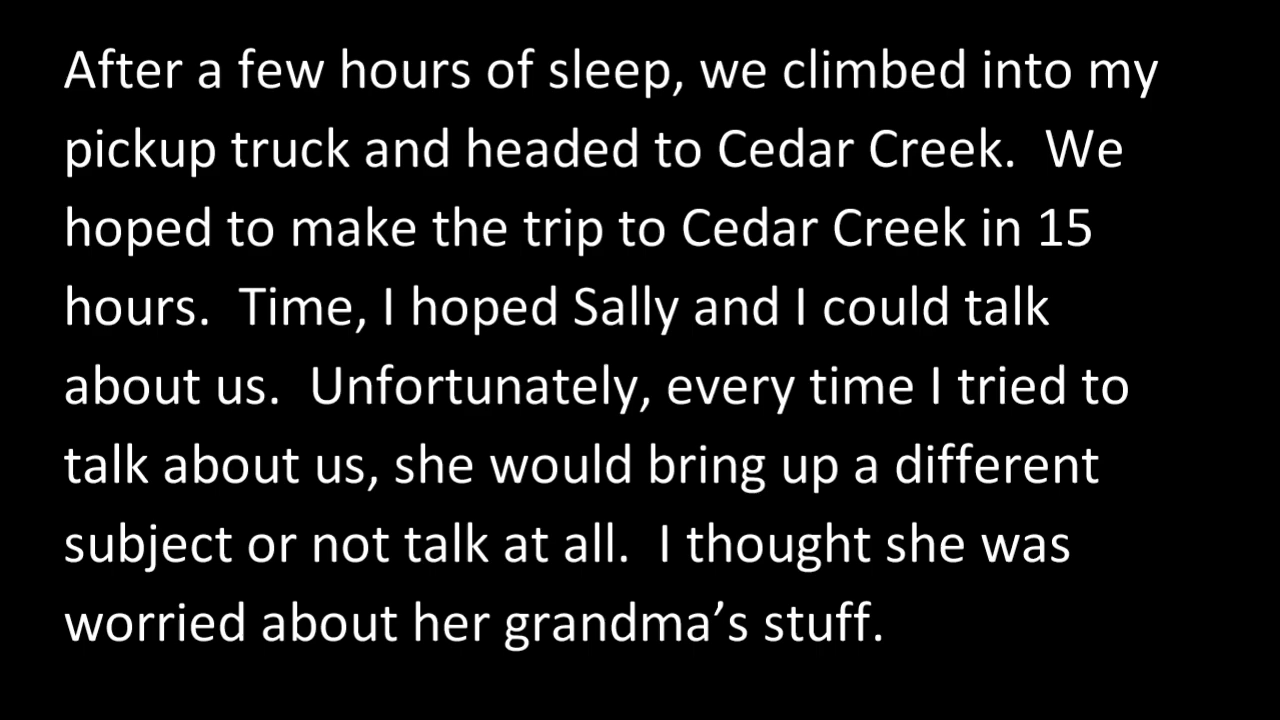 After a few hours of sleep, we climbed into my
pickup truck and headed to Cedar Creek.  We
hoped to make the trip to Cedar Creek in 15
hours.  Time, I hoped Sally and I could talk
about us.  Unfortunately, every time I tried to
talk about us, she would bring up a different
subject or not talk at all.  I thought she was
worried about her grandma’s stuff.